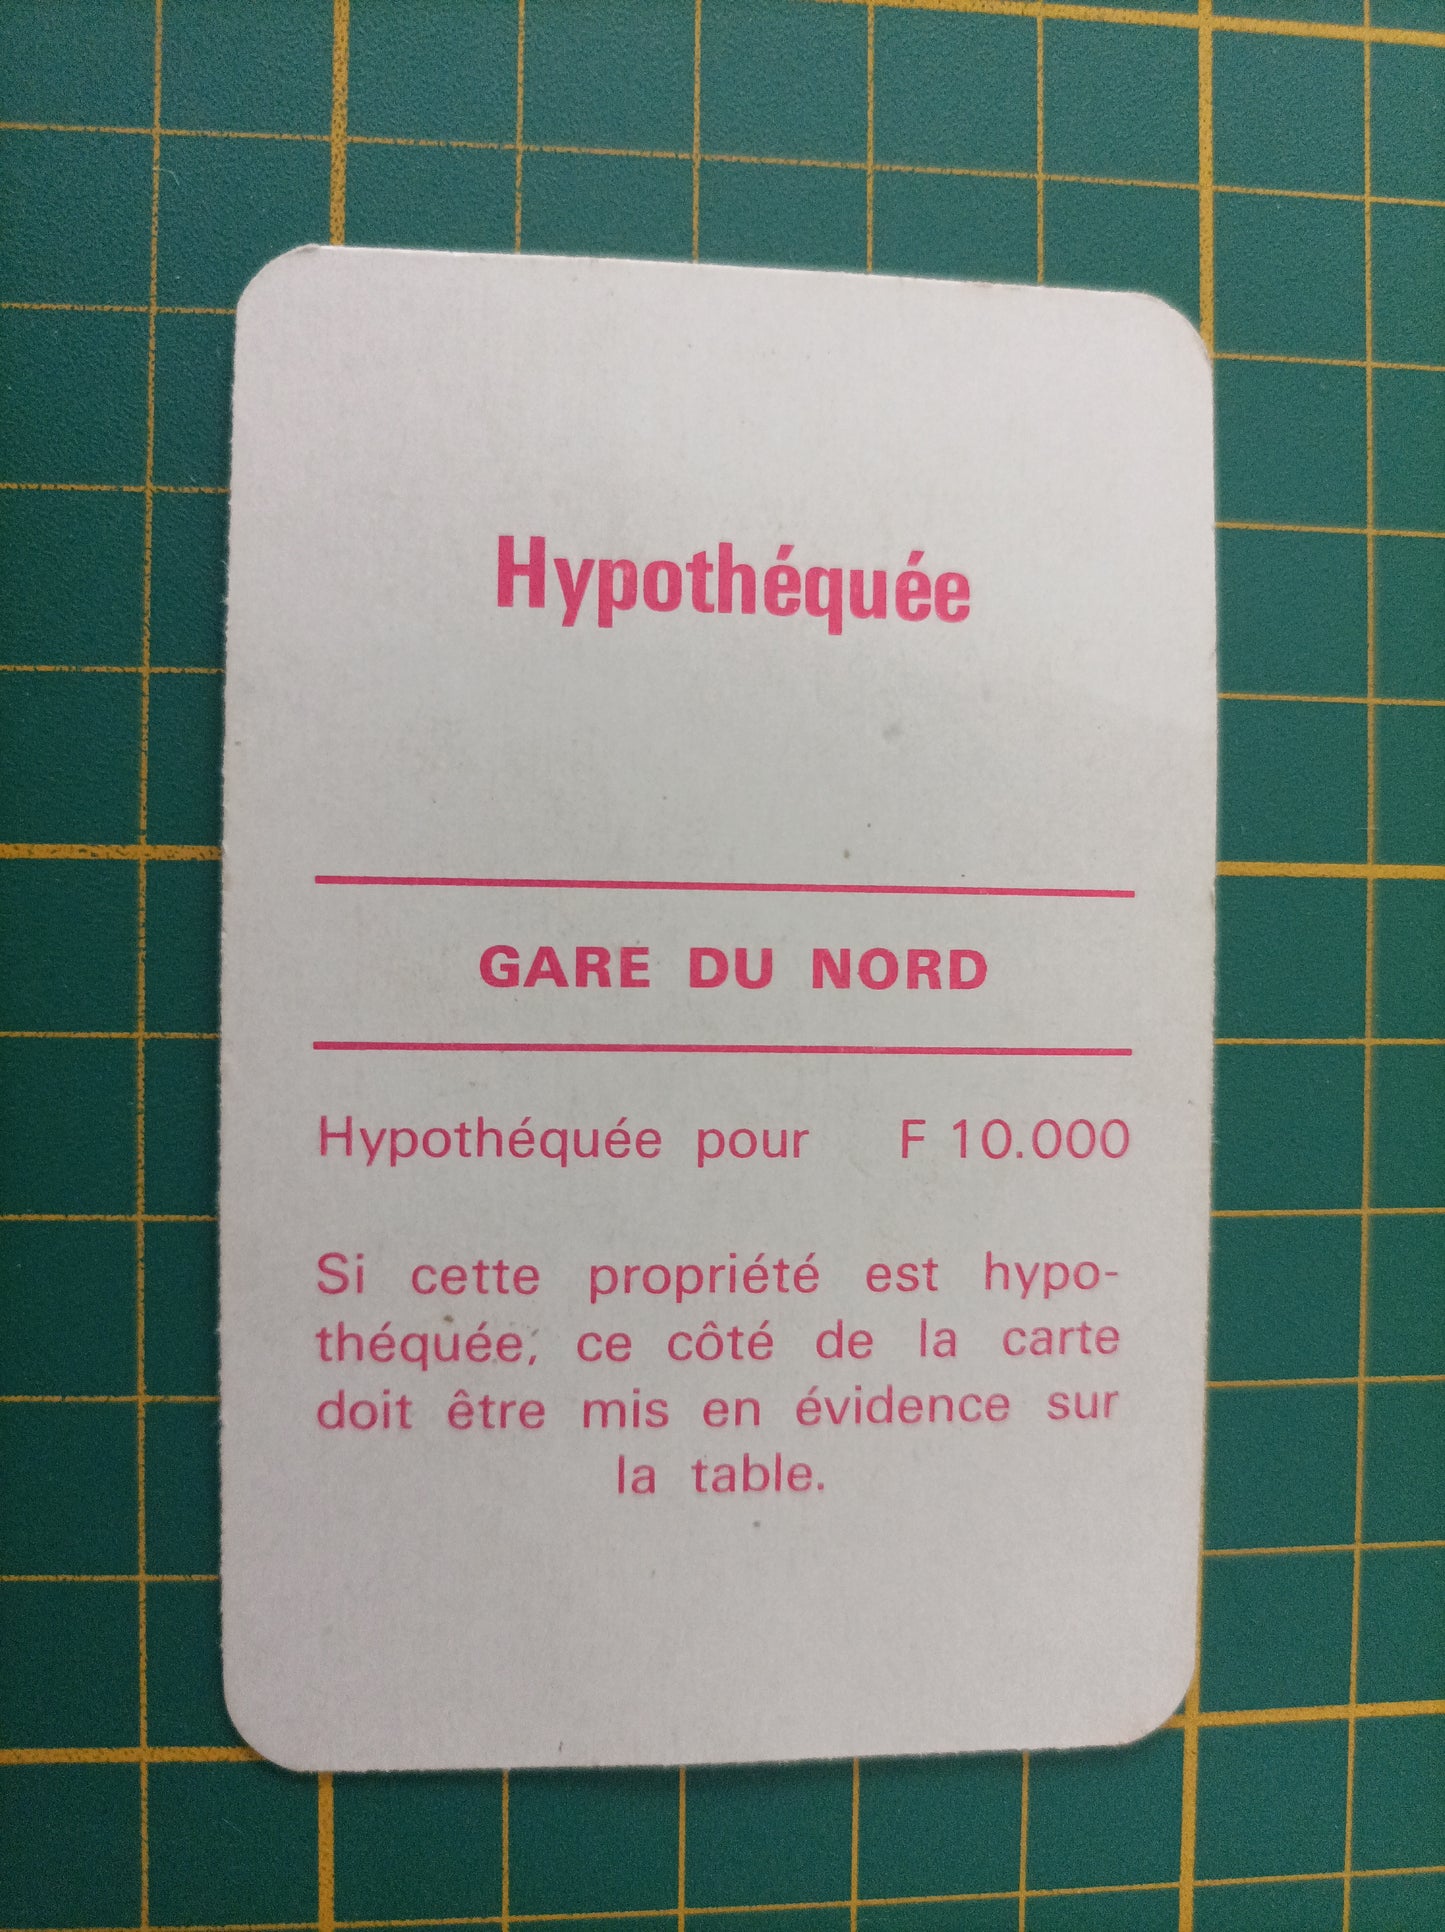 Hypothéquée
GARE DU NORD
Hypothéquée pour F 10.000
Si cette propriété est hypo-
théquée, ce côté de la carte
doit être mis en évidence sur
la table.